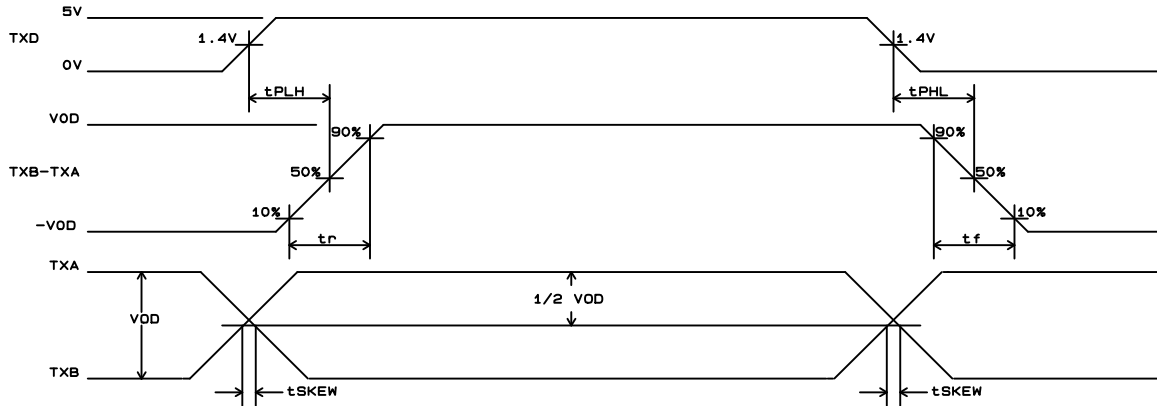 5V
TXD
1.4V
1.4V
0V
tPLH
tPHL
VOD
90%
90%
TXB-TXA
50%
50%
10%
10%
-VOD
tr
tf
TXA
VOD
1/2 VOD
TXB
tSKEW
tSKEW